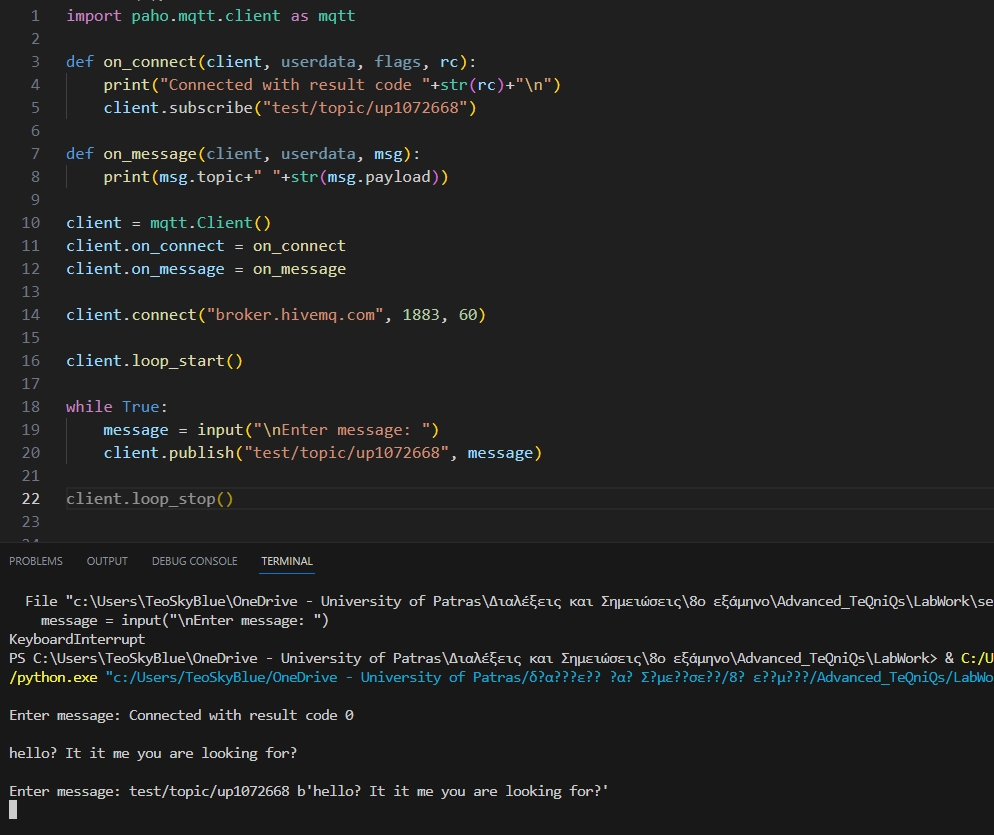 1 import paho.mqtt.client as mqtt
2
3 def on_connect(client, userdata, flags, rc):
4 print("Connected with result code "+str(rc)+"\n")
5 client.subscribe("test/topic/up1072668")
6
7 def on_message(client, userdata, msg):
8 print(msg.topic+" "+str(msg.payload))
9
10 client = mqtt.Client()
11 client.on_connect = on_connect
12 client.on_message = on_message
13
14 client.connect("broker.hivemq.com", 1883, 60)
15
16 client.loop_start()
17
18 while True:
19 message = input("\nEnter message: ")
20 client.publish("test/topic/up1072668", message)
21
22 client.loop_stop()
23
PROBLEMS OUTPUT DEBUG CONSOLE TERMINAL
File "c:\Users\TeoSkyBlue\OneDrive - University of Patras\Διαλέξεις και Σημειώσεις\8ο εξάμηνο\Advanced_TeQniQs\LabWork\se
message = input("\nEnter message: ")
KeyboardInterrupt
PS C:\Users\TeoSkyBlue\OneDrive - University of Patras\Διαλέξεις και Σημειώσεις\8ο εξάμηνο\Advanced_TeQniQs\LabWork> & C:/U
/python.exe "c:/Users/TeoSkyBlue/OneDrive - University of Patras/δ?α???ε?? ?α? Σ?με??σε??/8? ε??μ???/Advanced_TeQniQs/LabWo
Enter message: Connected with result code 0
hello? It it me you are looking for?
Enter message: test/topic/up1072668 b'hello? It it me you are looking for?'